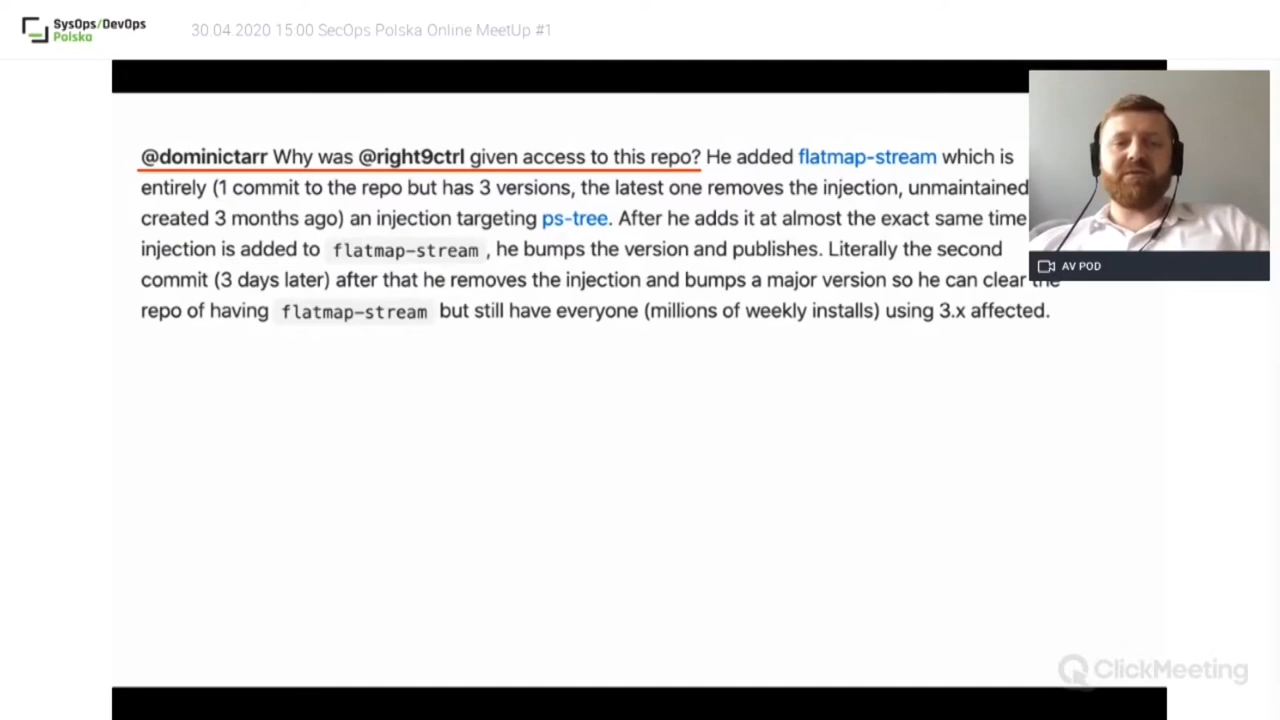 SysOps/DevOps
Polska
30.04.2020 15:00 SecOps Polska Online MeetUp #1
@dominictarr Why was @right9ctrl given access to this repo? He added flatmap-stream which is
entirely (1 commit to the repo but has 3 versions, the latest one removes the injection, unmaintained
created 3 months ago) an injection targeting ps-tree. After he adds it at almost the exact same time
injection is added to flatmap-stream , he bumps the version and publishes. Literally the second
commit (3 days later) after that he removes the injection and bumps a major version so he can clear the
repo of having flatmap-stream but still have everyone (millions of weekly installs) using 3.x affected.
AV POD
ClickMeeting